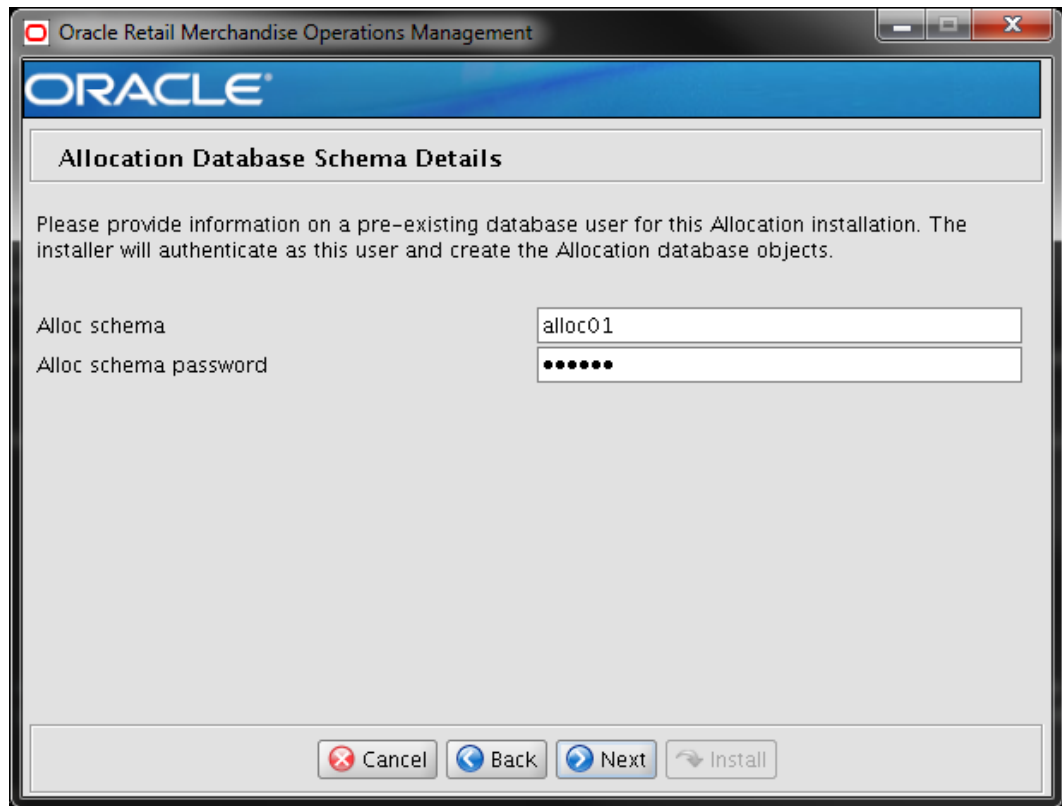 Oracle Retail Merchandise Operations Management
ORACLE®
Allocation Database Schema Details
Please provide information on a pre-existing database user for this Allocation installation. The
installer will authenticate as this user and create the Allocation database objects.
Alloc schema alloc01
Alloc schema password ••••••
Cancel Back Next Install